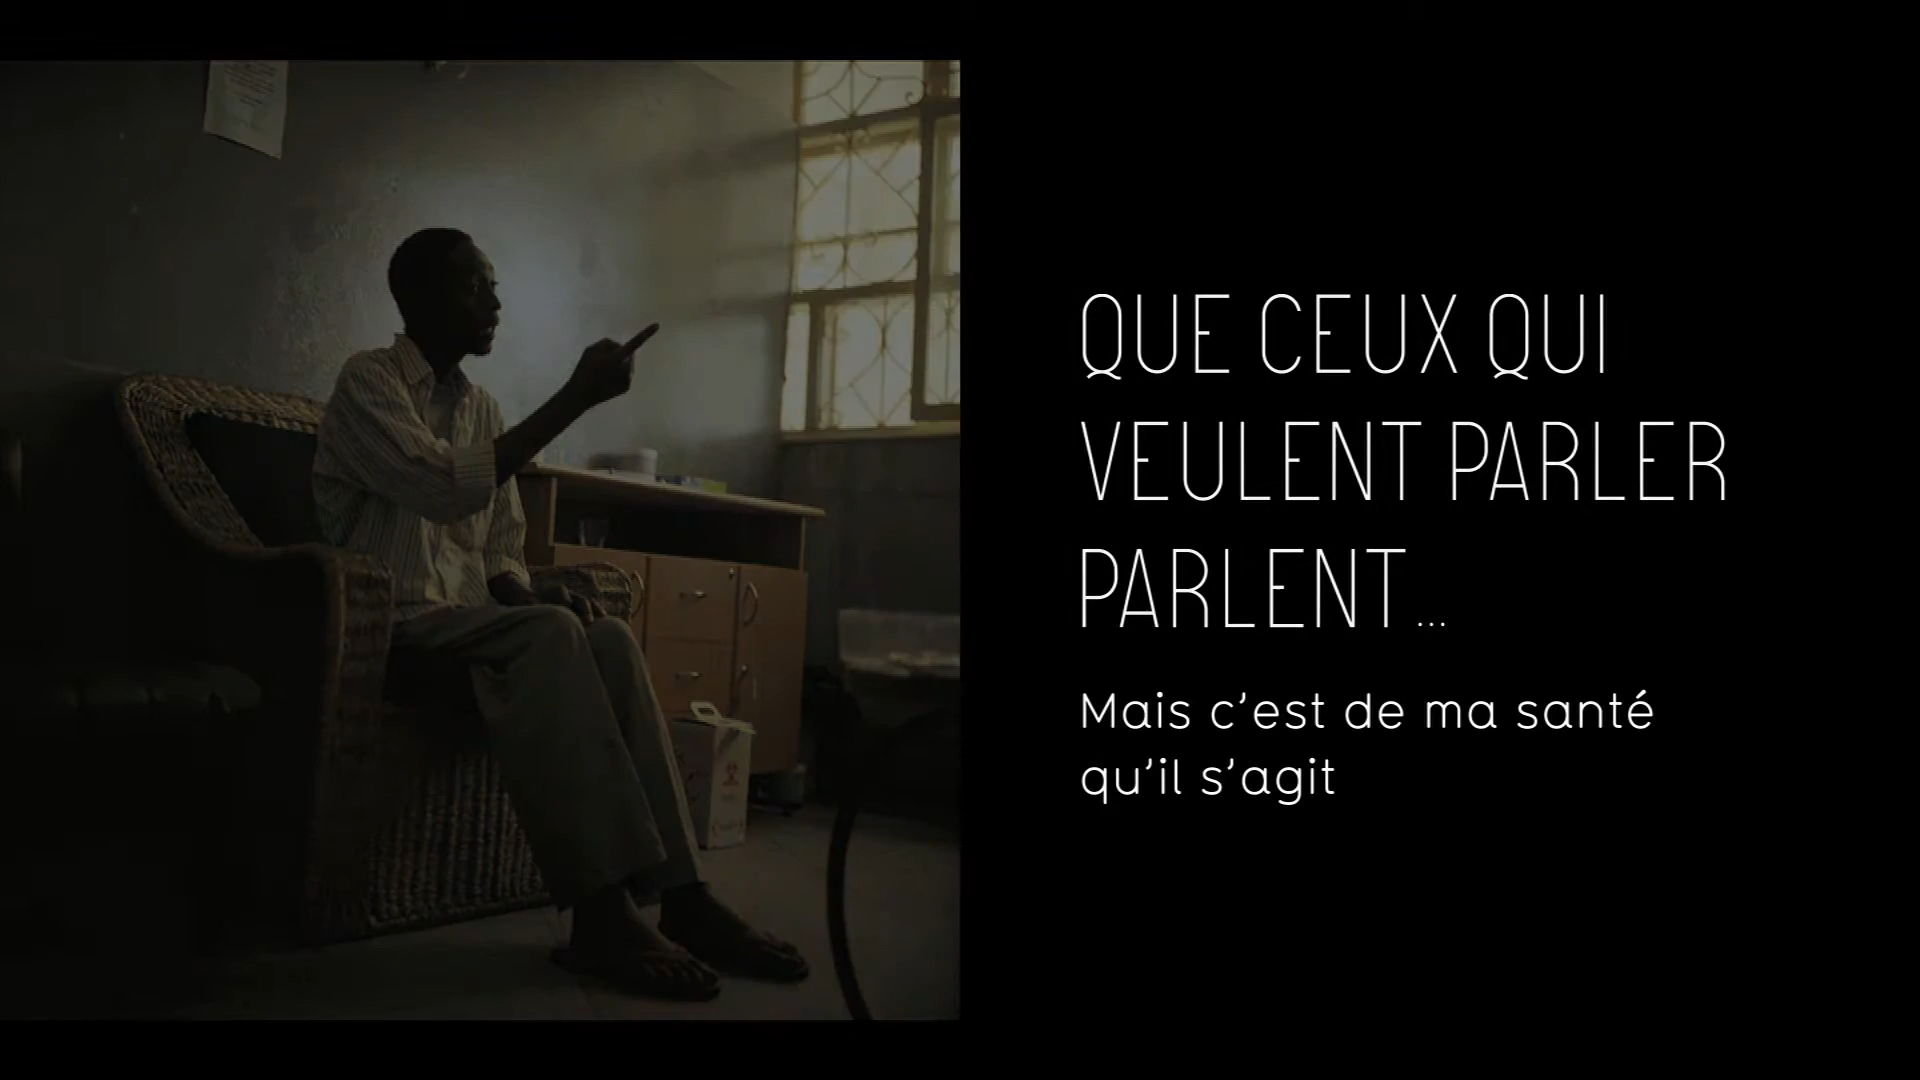 QUE CEUX QUI
VEULENT PARLER
PARLENT...
Mais c’est de ma santé
qu’il s’agit